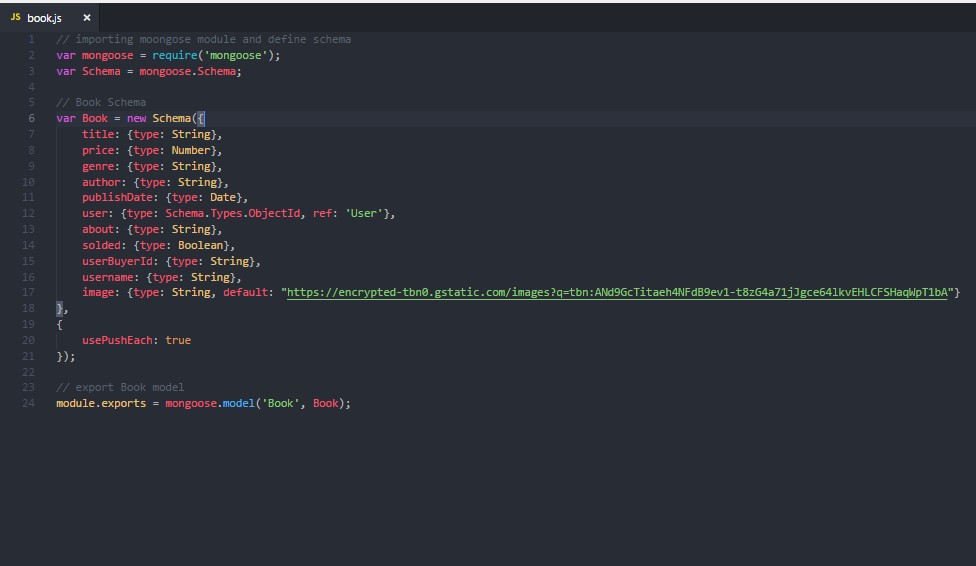 JS book.js ×
1 // importing moongose module and define schema
2 var mongoose = require('mongoose');
3 var Schema = mongoose.Schema;
4
5 // Book Schema
6 var Book = new Schema({
7 title: {type: String},
8 price: {type: Number},
9 genre: {type: String},
10 author: {type: String},
11 publishDate: {type: Date},
12 user: {type: Schema.Types.ObjectId, ref: 'User'},
13 about: {type: String},
14 solded: {type: Boolean},
15 userBuyerId: {type: String},
16 username: {type: String},
17 image: {type: String, default: "https://encrypted-tbn0.gstatic.com/images?q=tbn:ANd9GcTitaeh4NFdB9ev1-t8zG4a71jJgce64lkvEHLCFSHaqWpT1bA"}
18 },
19 {
20 usePushEach: true
21 });
22
23 // export Book model
24 module.exports = mongoose.model('Book', Book);